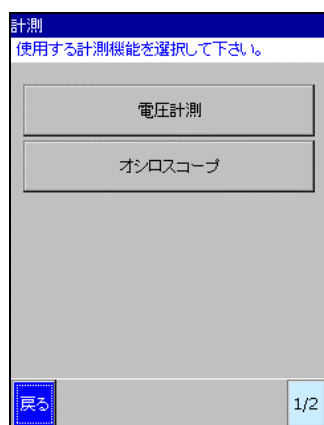 計測
使用する計測機能を選択して下さい。
電圧計測
オシロスコープ
戻る
1/2